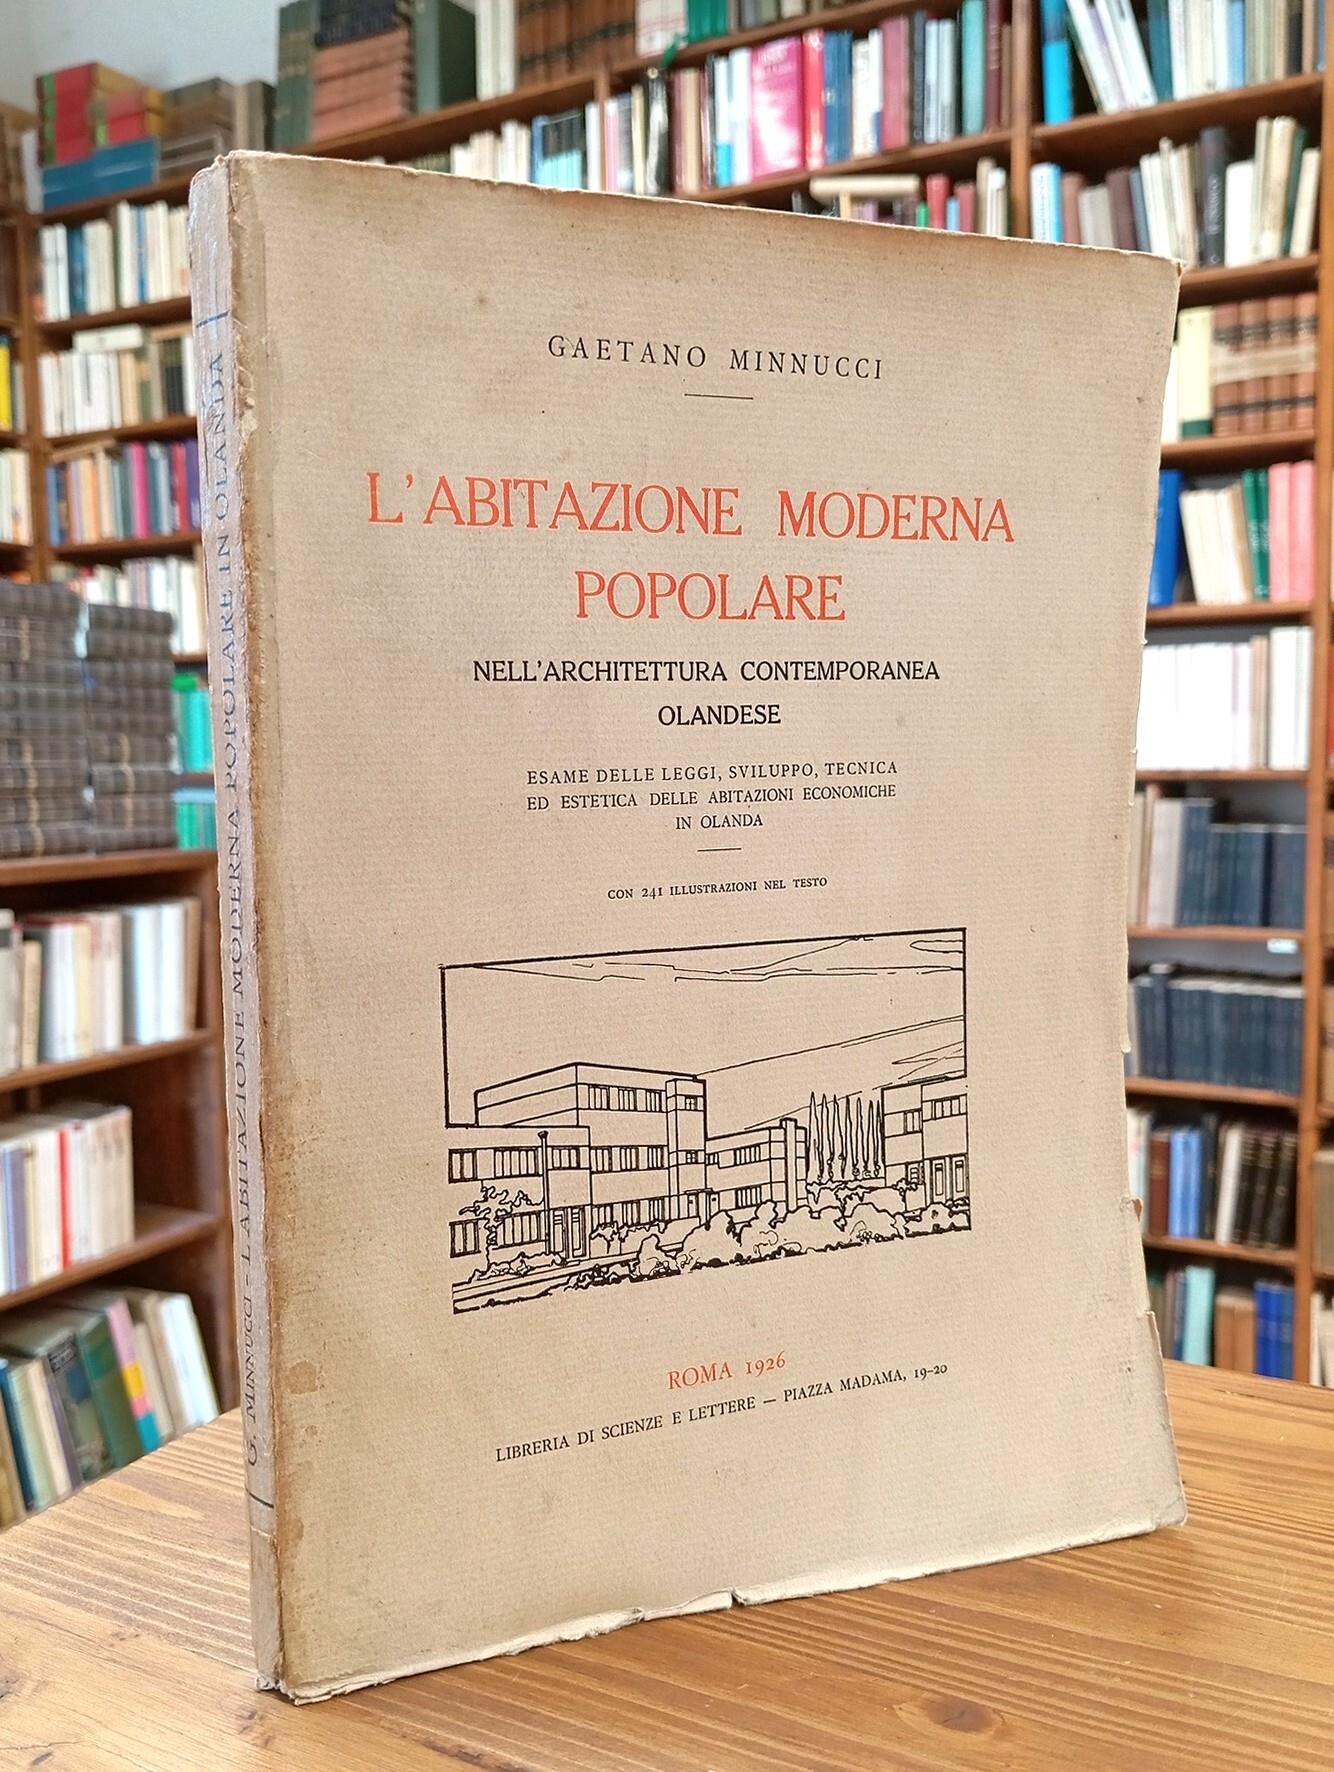 GAETANO MINNUCCI
L'ABITAZIONE MODERNA
POPOLARE
NELL'ARCHITETTURA CONTEMPORANEA
OLANDESE
ESAME DELLE LEGGI, SVILUPPO, TECNICA
ED ESTETICA DELLE ABITAZIONI ECONOMICHE
IN OLANDA
CON 241 ILLUSTRAZIONI NEL TESTO
ROMA 1926
LIBRERIA DI SCIENZE E LETTERE — PIAZZA MADAMA, 19-20
G. MINNUCCI - L'ABITAZIONE MODERNA POPOLARE IN OLANDA